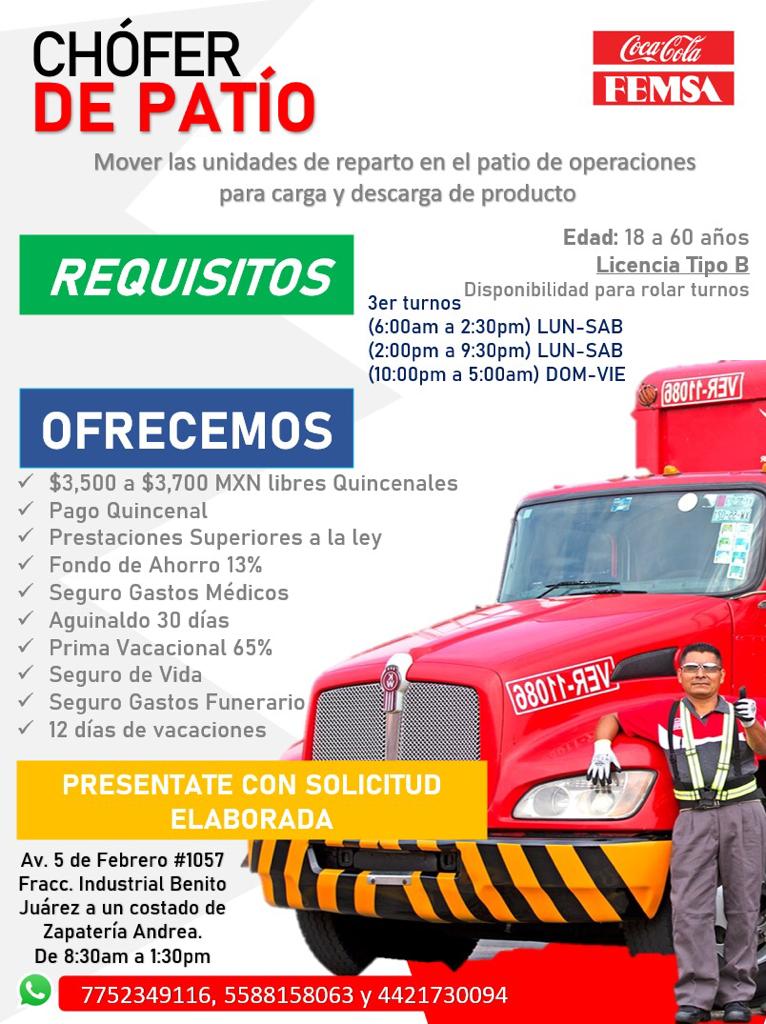 CHÓFER
DE PATÍO
Coca-Cola
FEMSA
Mover las unidades de reparto en el patio de operaciones
para carga y descarga de producto
REQUISITOS
Edad: 18 a 60 años
Licencia Tipo B
Disponibilidad para rolar turnos
3er turnos
(6:00am a 2:30pm) LUN-SAB
(2:00pm a 9:30pm) LUN-SAB
(10:00pm a 5:00am) DOM-VIE
VER-11086
OFRECEMOS
✓ $3,500 a $3,700 MXN libres Quincenales
✓ Pago Quincenal
✓ Prestaciones Superiores a la ley
✓ Fondo de Ahorro 13%
✓ Seguro Gastos Médicos
✓ Aguinaldo 30 días
✓ Prima Vacacional 65%
✓ Seguro de Vida
✓ Seguro Gastos Funerario
✓ 12 días de vacaciones
VER-11086
PRESENTATE CON SOLICITUD
ELABORADA
Av. 5 de Febrero #1057
Fracc. Industrial Benito
Juárez a un costado de
Zapatería Andrea.
De 8:30am a 1:30pm
7752349116, 5588158063 y 4421730094